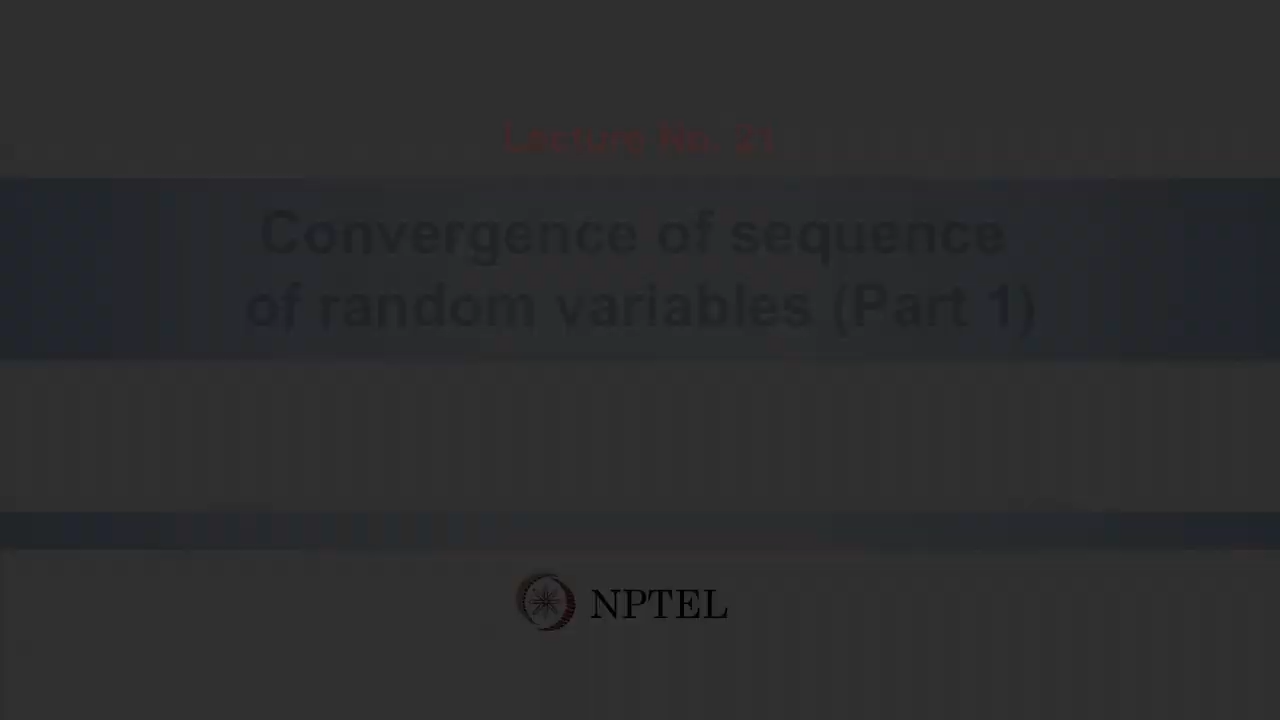 Lecture No. 21
Convergence of sequence
of random variables (Part 1)
NPTEL